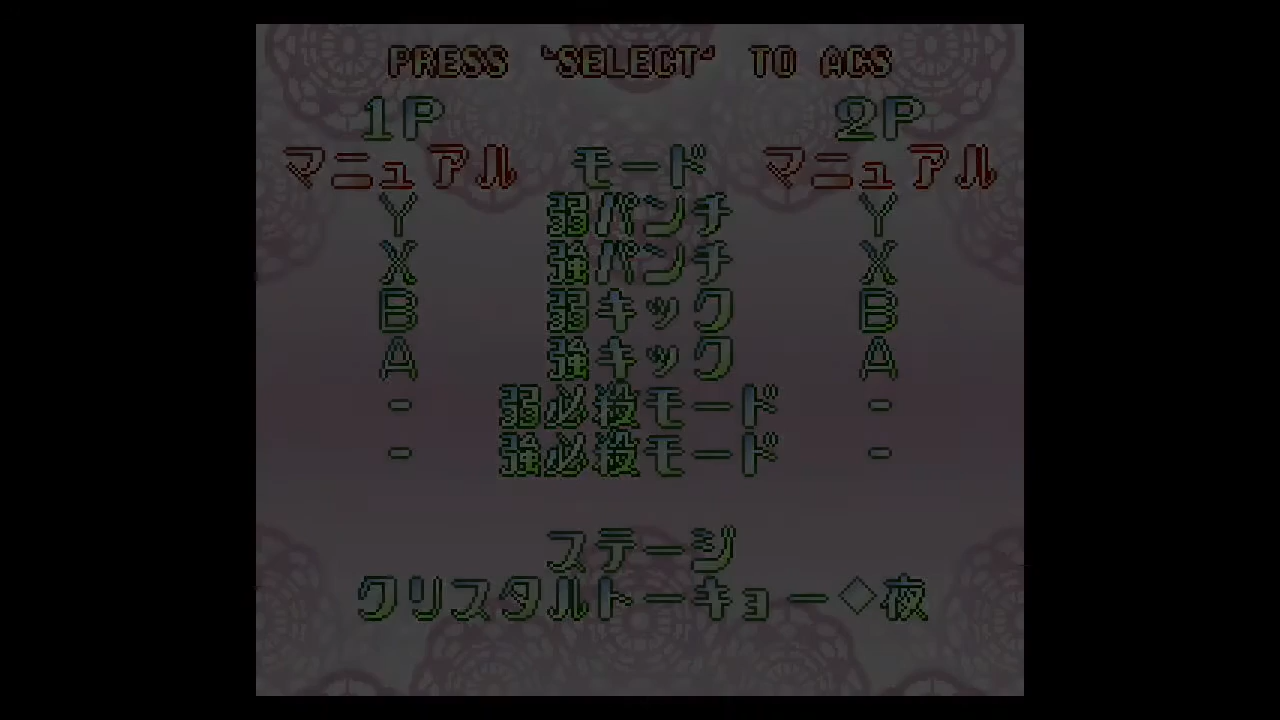 PRESS 'SELECT' TO ACS
1P 2P
マニュアル モード マニュアル
Y 弱パンチ Y
X 強パンチ X
B 弱キック B
A 強キック A
- 弱必殺モード -
- 強必殺モード -
ステージ
クリスタルトーキョー◇夜